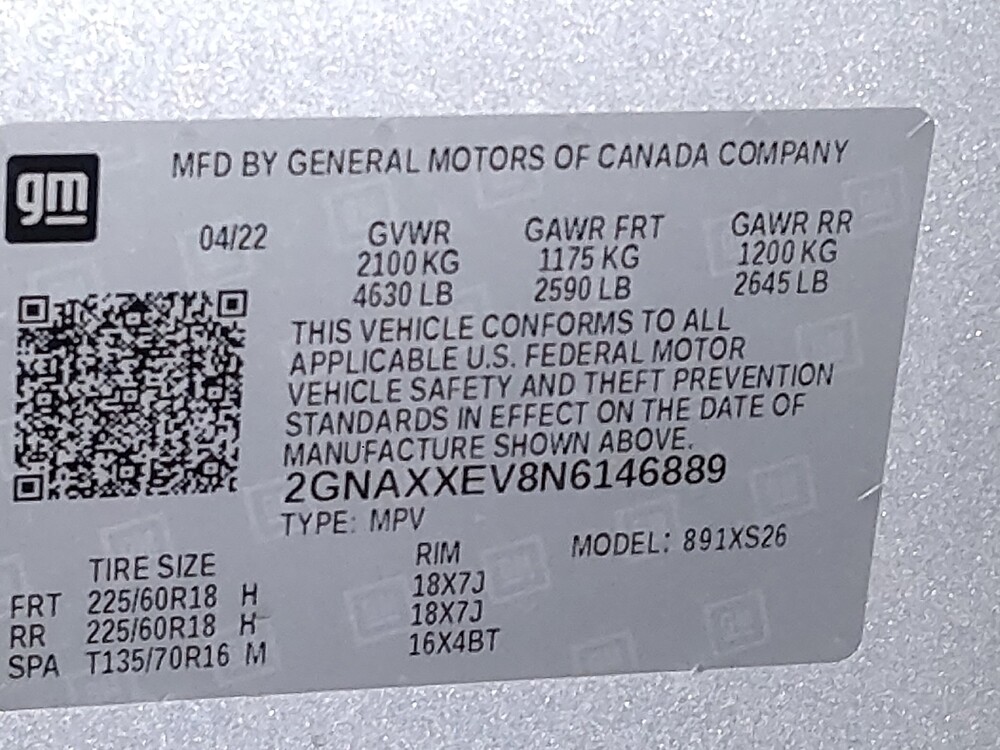 gm
MFD BY GENERAL MOTORS OF CANADA COMPANY
04/22 GVWR GAWR FRT GAWR RR
2100 KG 1175 KG 1200 KG
4630 LB 2590 LB 2645 LB
THIS VEHICLE CONFORMS TO ALL
APPLICABLE U.S. FEDERAL MOTOR
VEHICLE SAFETY AND THEFT PREVENTION
STANDARDS IN EFFECT ON THE DATE OF
MANUFACTURE SHOWN ABOVE.
2GNAXXEV8N6146889
TYPE: MPV MODEL: 891XS26
TIRE SIZE RIM
FRT 225/60R18 H 18X7J
RR 225/60R18 H 18X7J
SPA T135/70R16 M 16X4BT